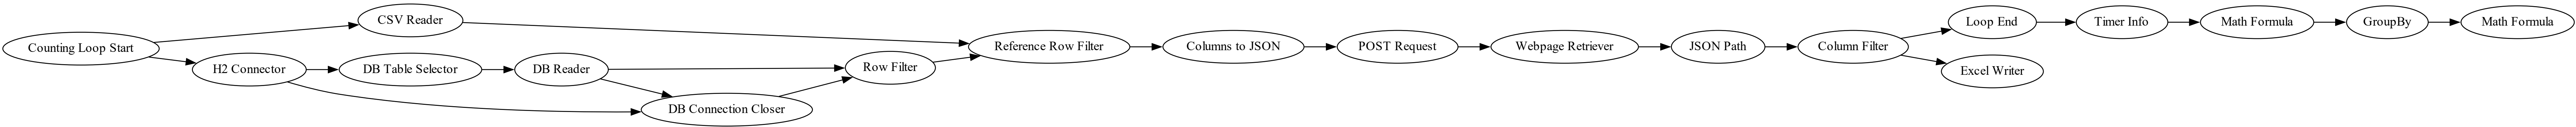 Counting Loop Start
CSV Reader
H2 Connector
DB Table Selector
DB Reader
DB Connection Closer
Row Filter
Reference Row Filter
Columns to JSON
POST Request
Webpage Retriever
JSON Path
Column Filter
Loop End
Excel Writer
Timer Info
Math Formula
GroupBy
Math Formula